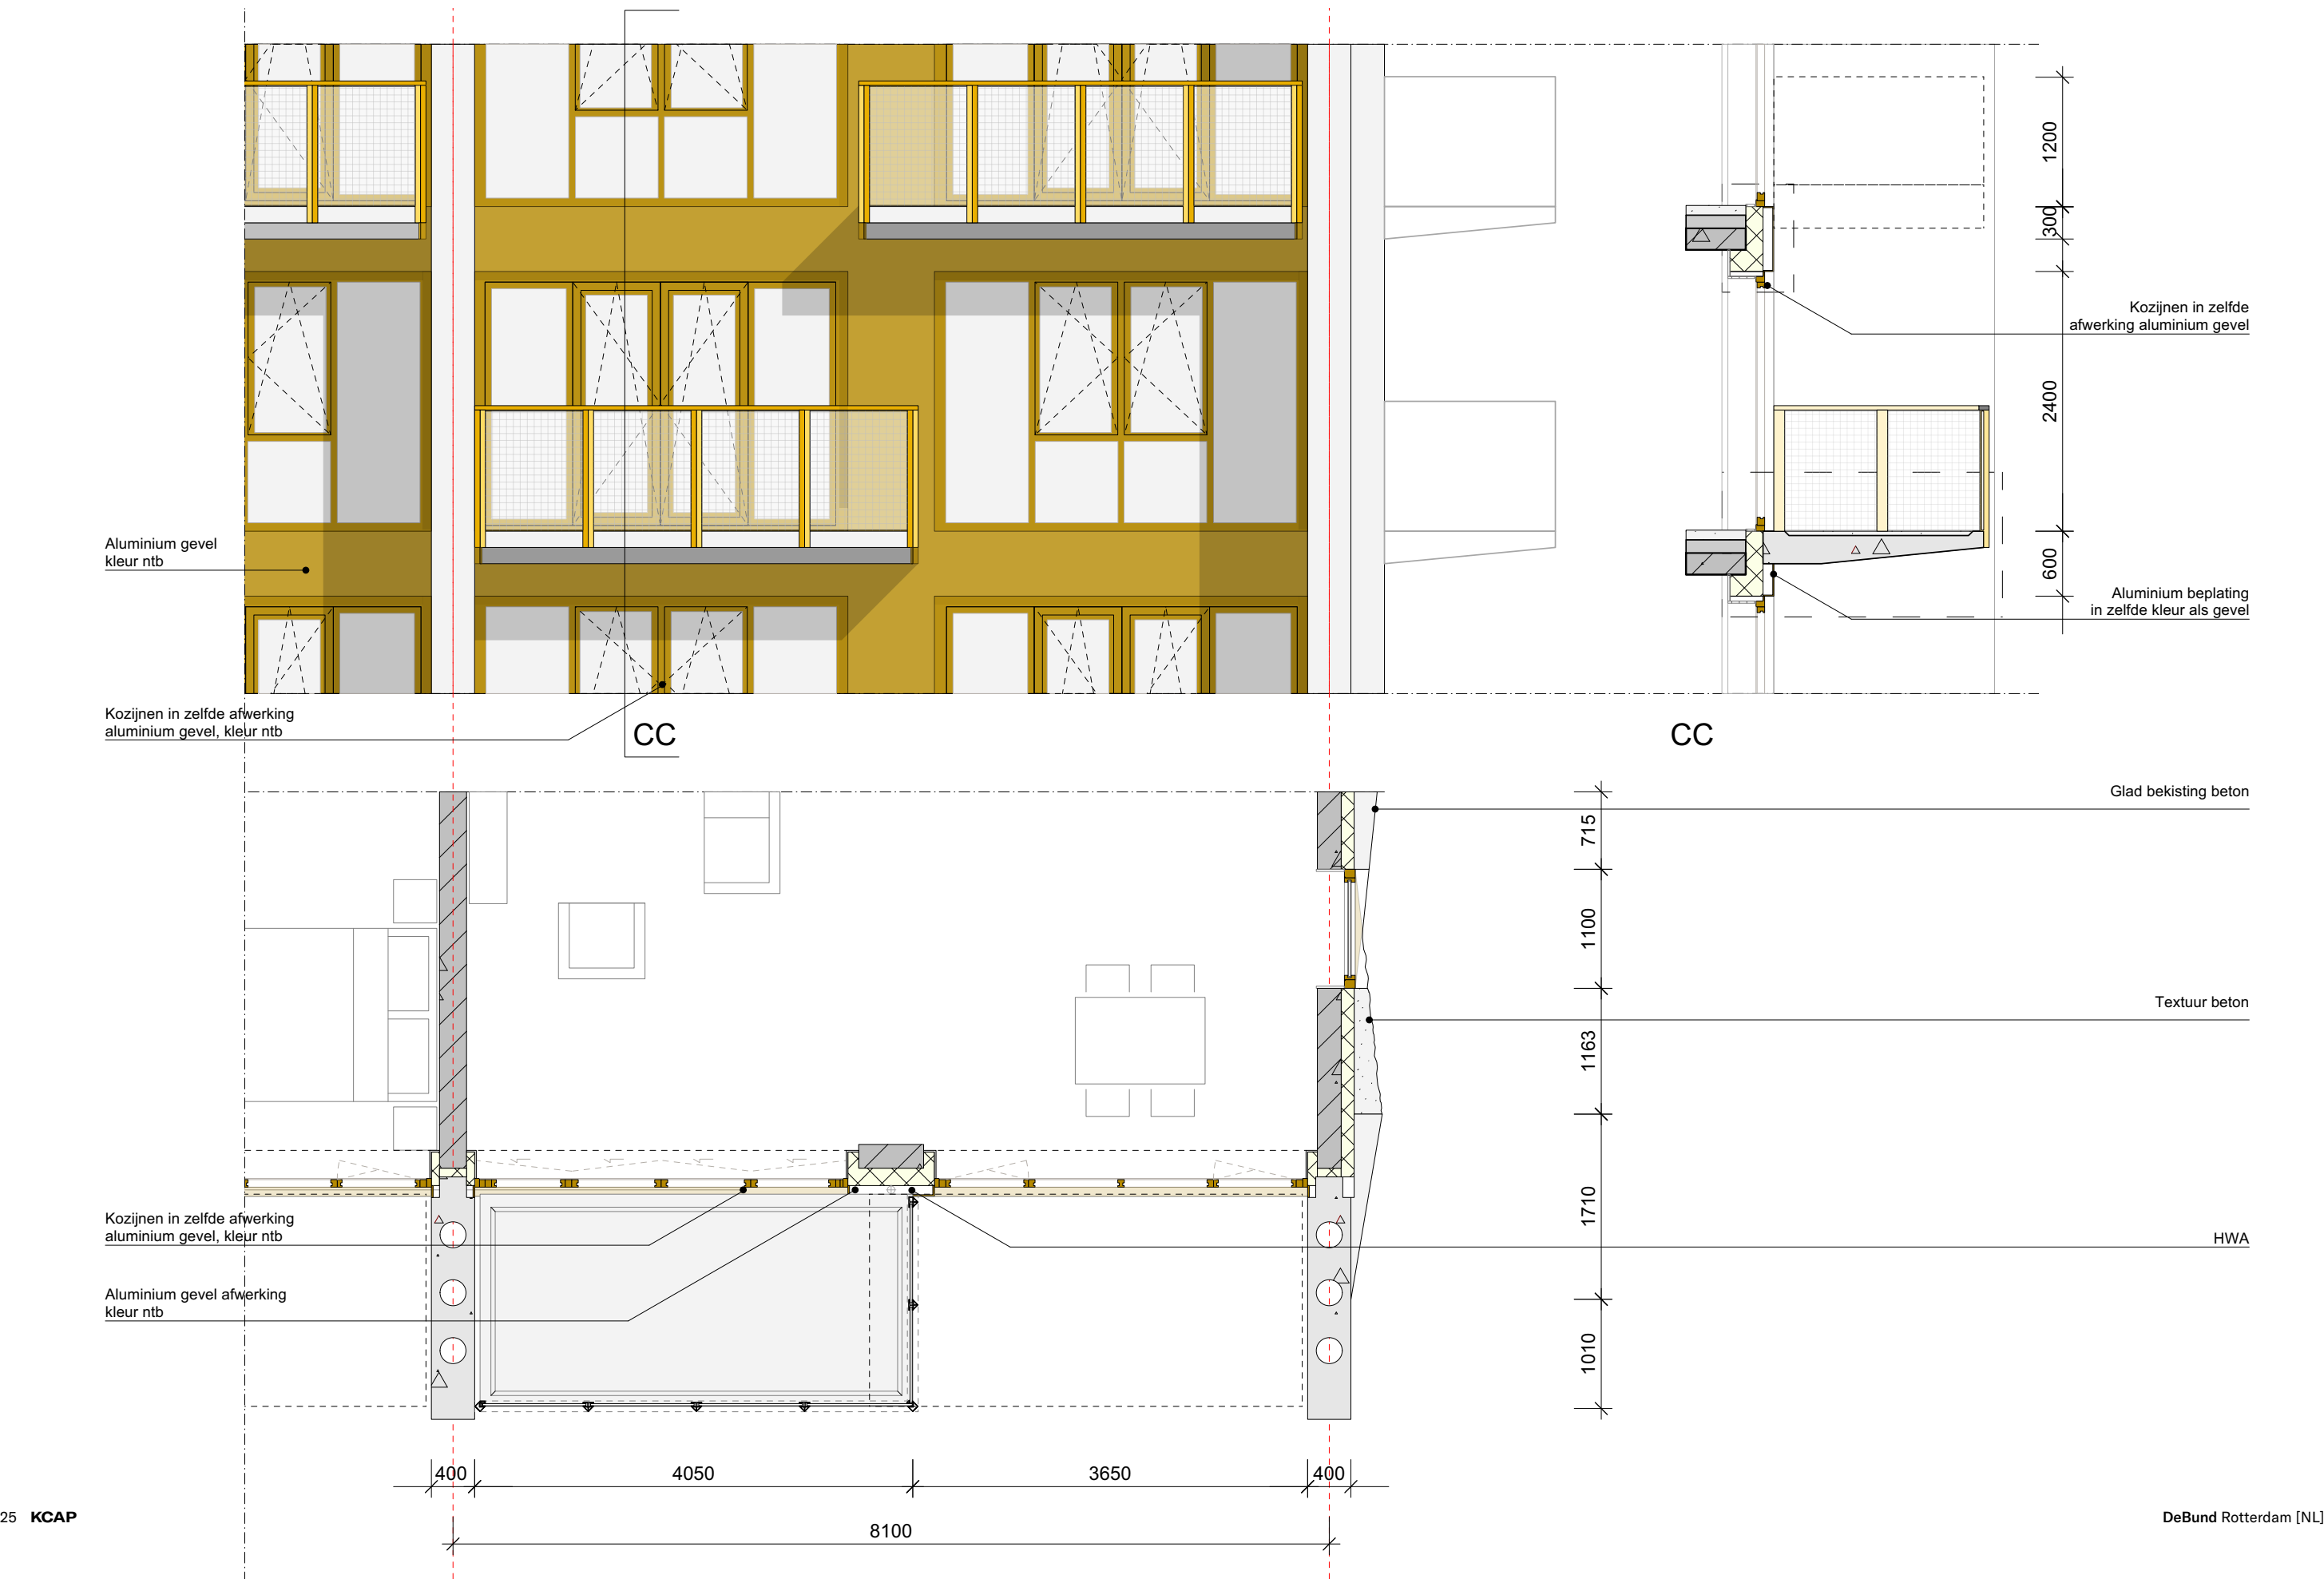 1200
300
Kozijnen in zelfde
afwerking aluminium gevel
2400
Aluminium gevel
kleur ntb
600
Aluminium beplating
in zelfde kleur als gevel
Kozijnen in zelfde afwerking
aluminium gevel, kleur ntb
CC
CC
Glad bekisting beton
715
1100
Textuur beton
1163
Kozijnen in zelfde afwerking
aluminium gevel, kleur ntb
1710
HWA
Aluminium gevel afwerking
kleur ntb
1010
400
4050
3650
400
8100
25 KCAP
DeBund Rotterdam [NL]